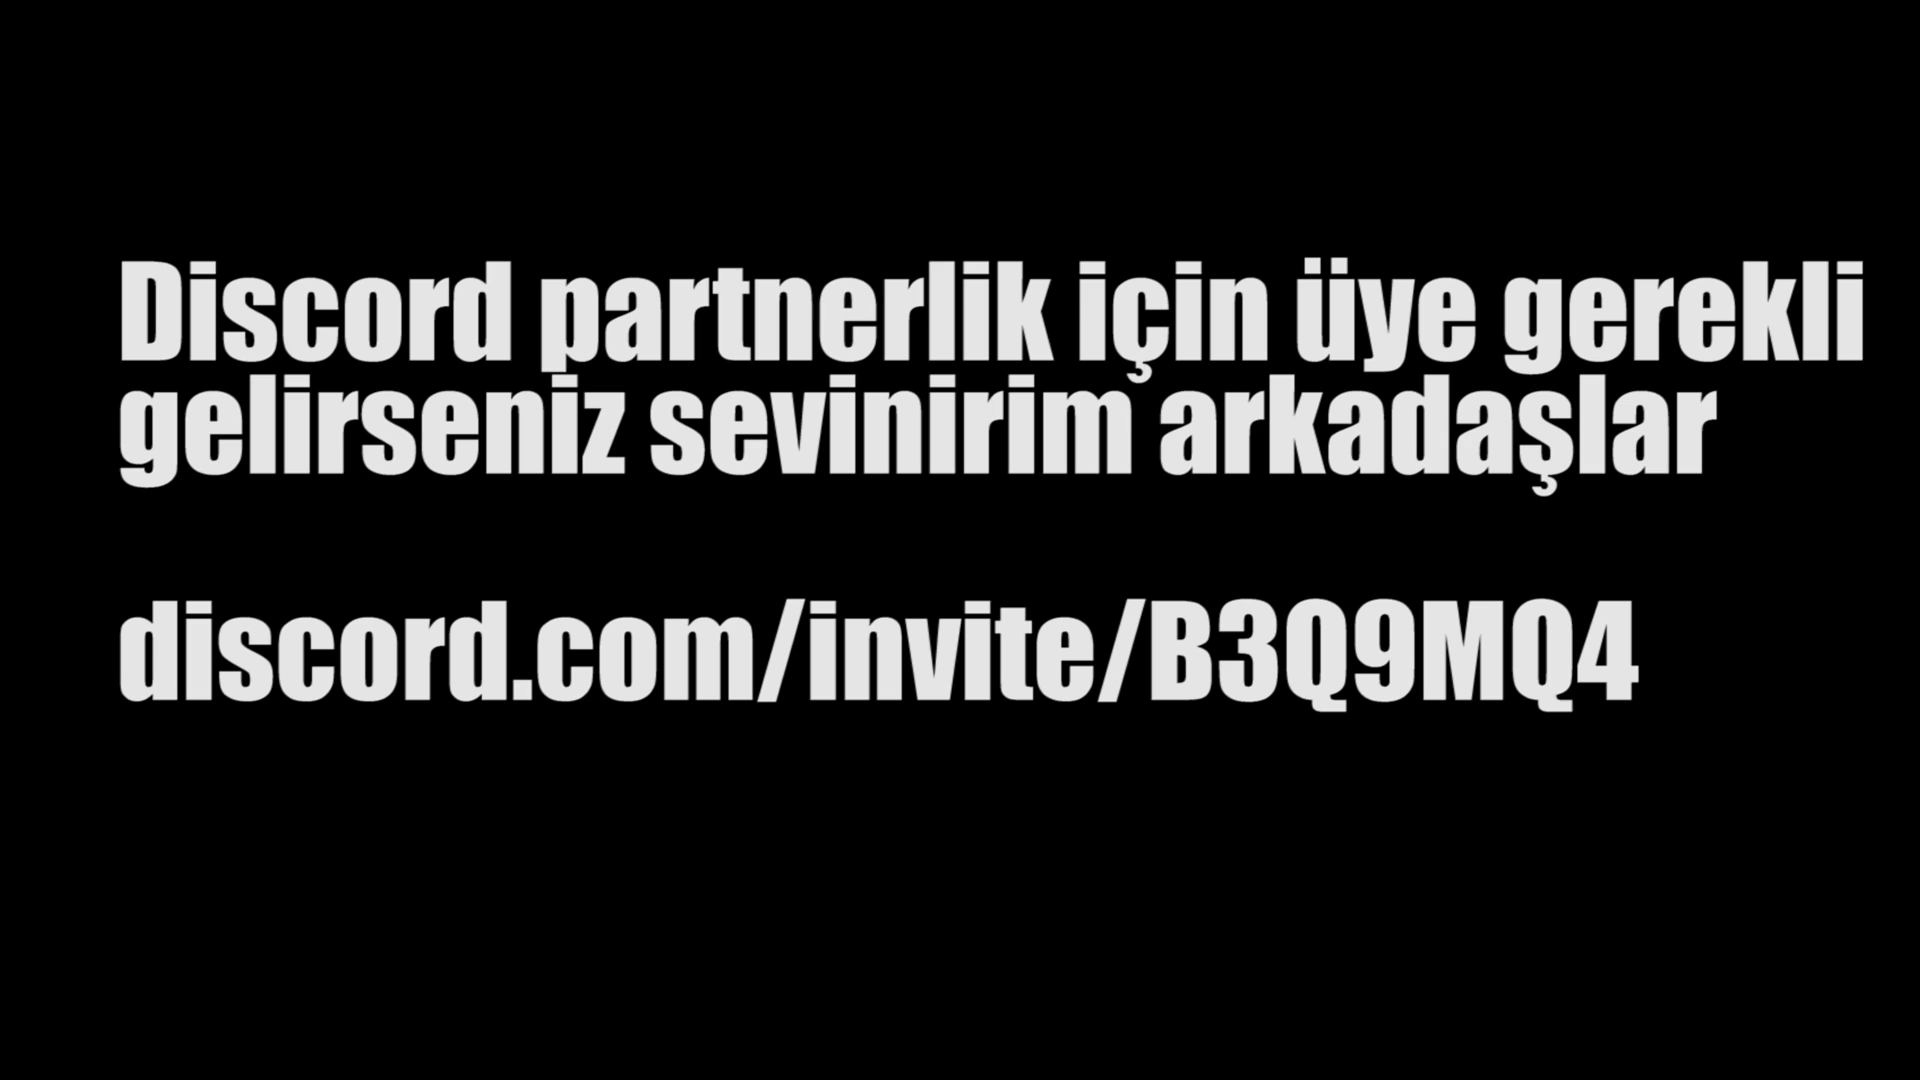 Discord partnerlik için üye gerekli
gelirseniz sevinirim arkadaşlar
discord.com/invite/B3Q9MQ4